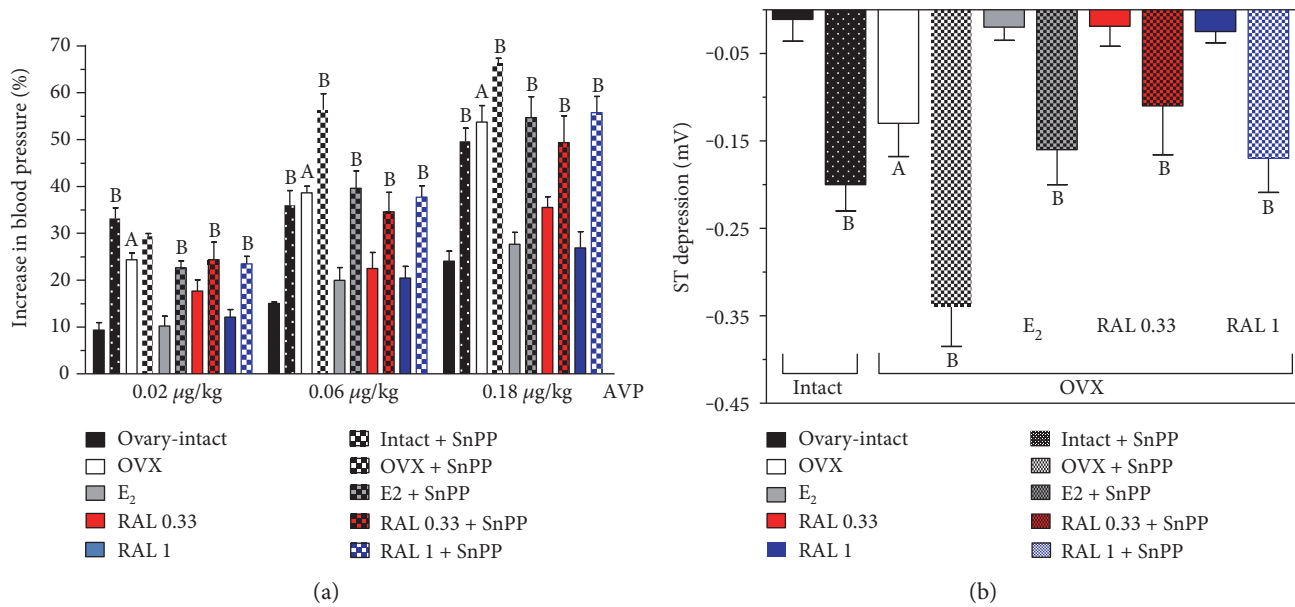 Increase in blood pressure (%)
70
60
50
40
30
20
10
0
B
A
B
B
B
B
A
B
B
B
B
B
A
B
B
B
B
0.02 μg/kg
0.06 μg/kg
0.18 μg/kg
AVP
Ovary-intact
OVX
E₂
RAL 0.33
RAL 1
Intact + SnPP
OVX + SnPP
E2 + SnPP
RAL 0.33 + SnPP
RAL 1 + SnPP
(a)
ST depression (mV)
−0.05
−0.15
−0.25
−0.35
−0.45
B
A
B
B
B
B
E₂
RAL 0.33
RAL 1
Intact
OVX
Ovary-intact
OVX
E₂
RAL 0.33
RAL 1
Intact + SnPP
OVX + SnPP
E2 + SnPP
RAL 0.33 + SnPP
RAL 1 + SnPP
(b)